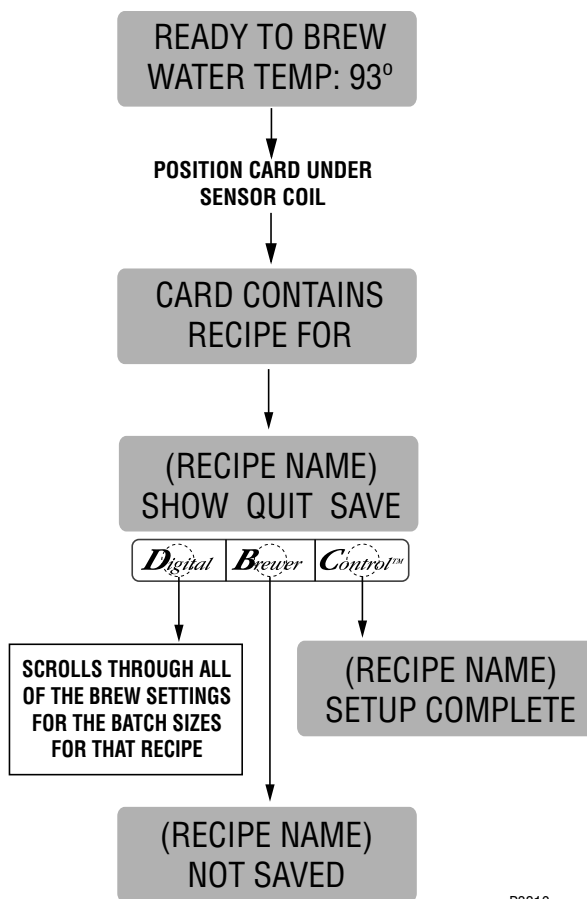 READY TO BREW
WATER TEMP: 93º
POSITION CARD UNDER
SENSOR COIL
CARD CONTAINS
RECIPE FOR
(RECIPE NAME)
SHOW QUIT SAVE
Digital Brewer Control™
SCROLLS THROUGH ALL
OF THE BREW SETTINGS
FOR THE BATCH SIZES
FOR THAT RECIPE
(RECIPE NAME)
SETUP COMPLETE
(RECIPE NAME)
NOT SAVED